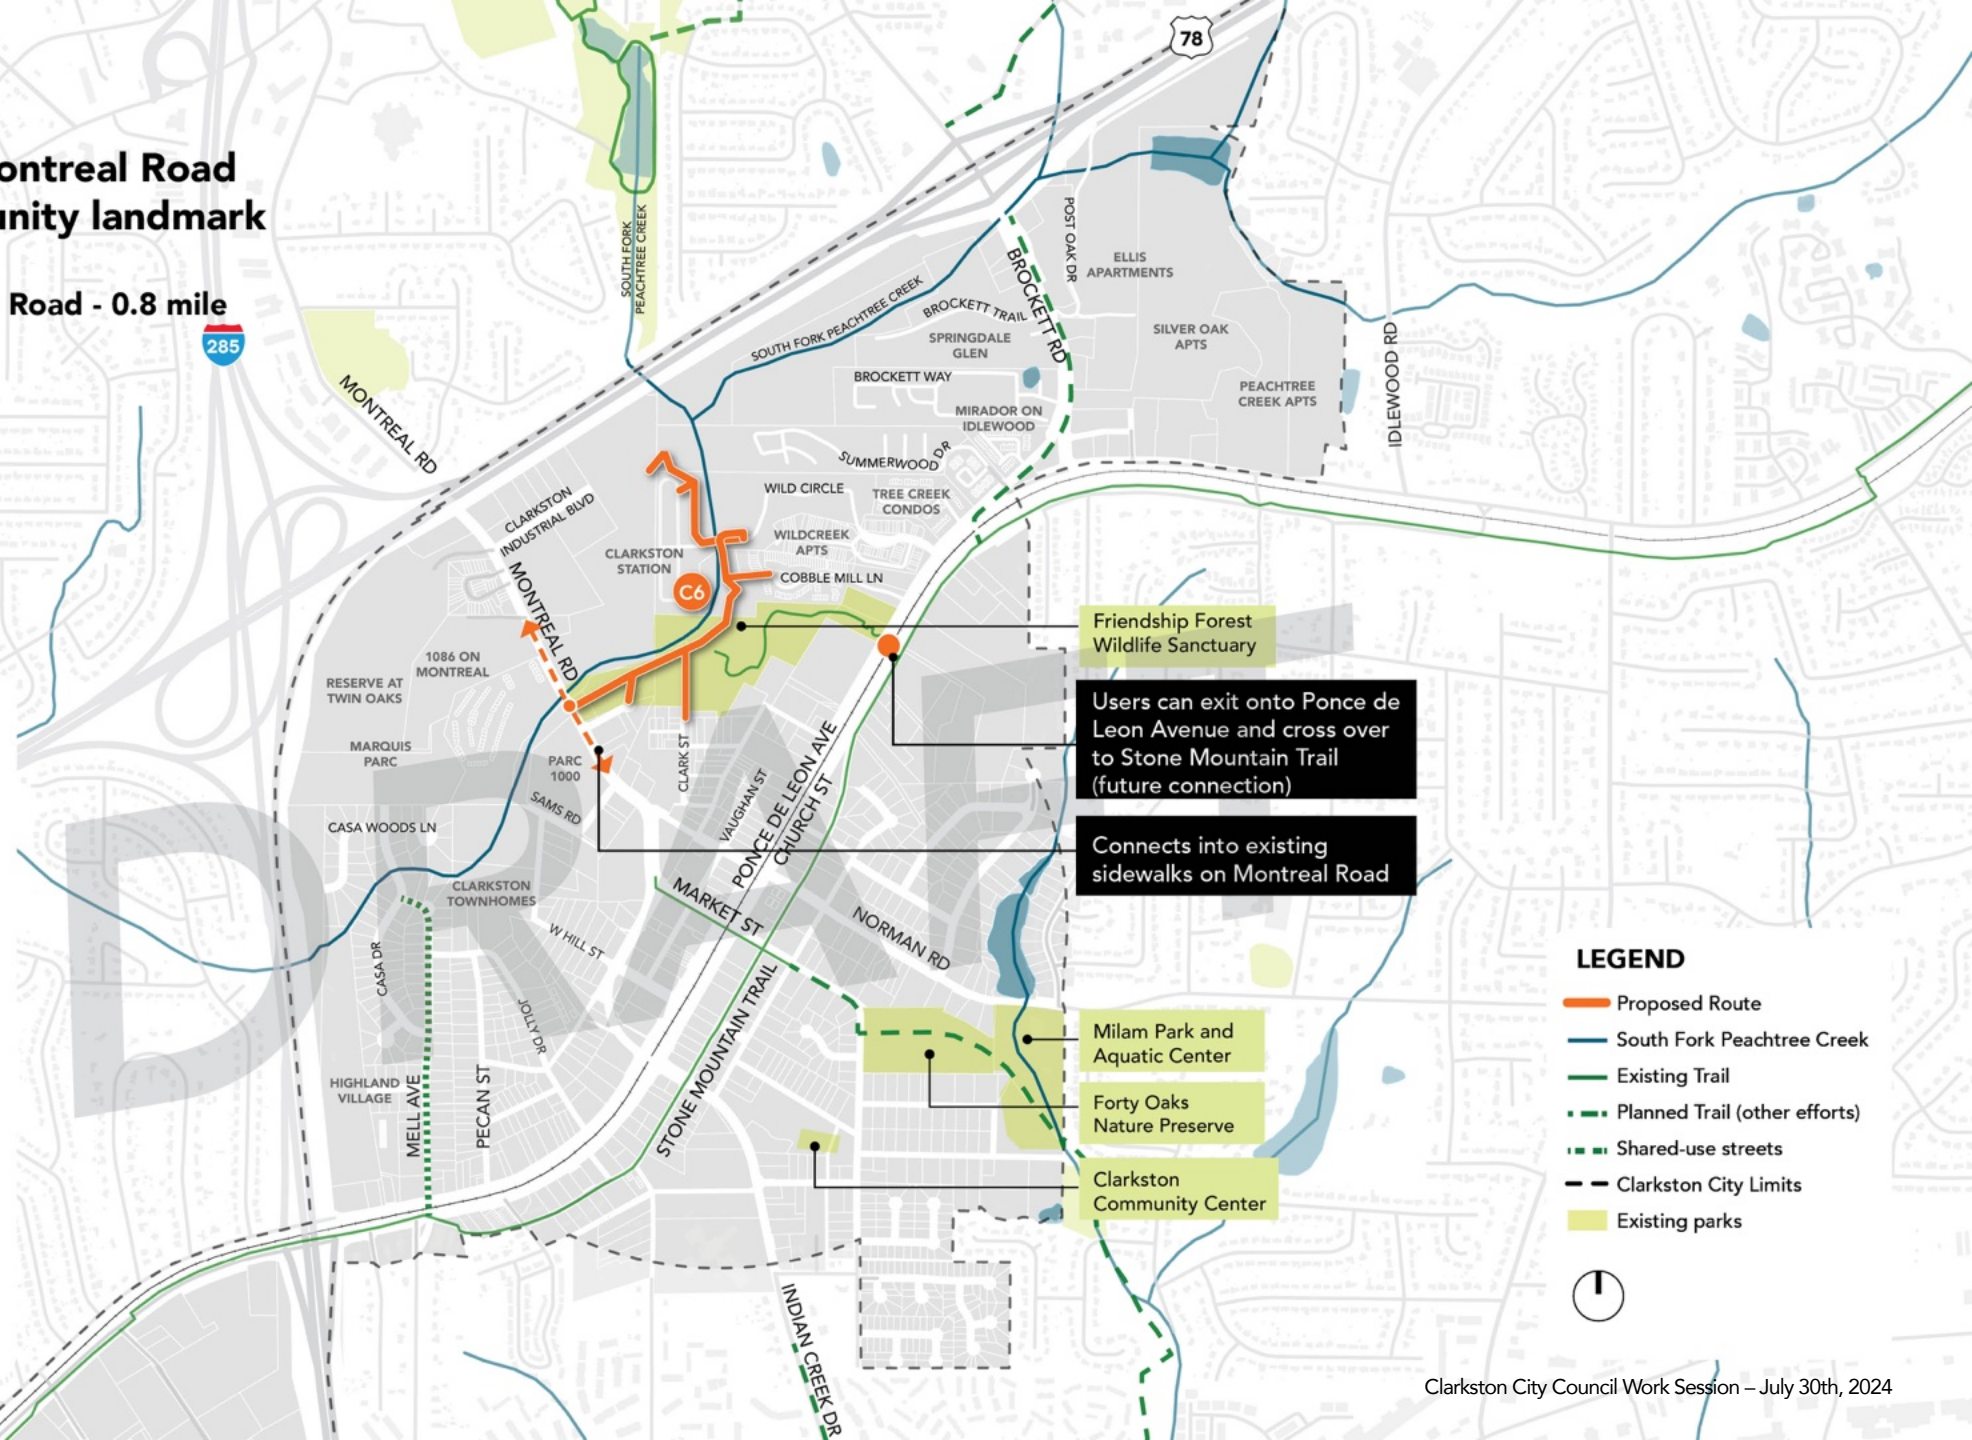 ontreal Road
unity landmark
Road - 0.8 mile
78
285
MONTREAL RD
SOUTH FORK
PEACHTREE CREEK
SOUTH FORK PEACHTREE CREEK
BROCKETT TRAIL
BROCKETT RD
POST OAK DR
ELLIS
APARTMENTS
SPRINGDALE
GLEN
SILVER OAK
APTS
BROCKETT WAY
PEACHTREE
CREEK APTS
IDLEWOOD RD
MIRADOR ON
IDLEWOOD
SUMMERWOOD DR
WILD CIRCLE
TREE CREEK
CONDOS
CLARKSTON
INDUSTRIAL BLVD
CLARKSTON
STATION
WILDCREEK
APTS
COBBLE MILL LN
C6
MONTREAL RD
1086 ON
MONTREAL
RESERVE AT
TWIN OAKS
MARQUIS
PARC
PARC
1000
CLARK ST
SAMS RD
VAUGHAN ST
PONCE DE LEON AVE
CHURCH ST
CASA WOODS LN
CLARKSTON
TOWNHOMES
MARKET ST
NORMAN RD
W HILL ST
CASA DR
JOLLY DR
STONE MOUNTAIN TRAIL
HIGHLAND
VILLAGE
MELL AVE
PECAN ST
INDIAN CREEK DR
DRAFT
Friendship Forest
Wildlife Sanctuary
Users can exit onto Ponce de
Leon Avenue and cross over
to Stone Mountain Trail
(future connection)
Connects into existing
sidewalks on Montreal Road
Milam Park and
Aquatic Center
Forty Oaks
Nature Preserve
Clarkston
Community Center
LEGEND
Proposed Route
South Fork Peachtree Creek
Existing Trail
Planned Trail (other efforts)
Shared-use streets
Clarkston City Limits
Existing parks
Clarkston City Council Work Session – July 30th, 2024